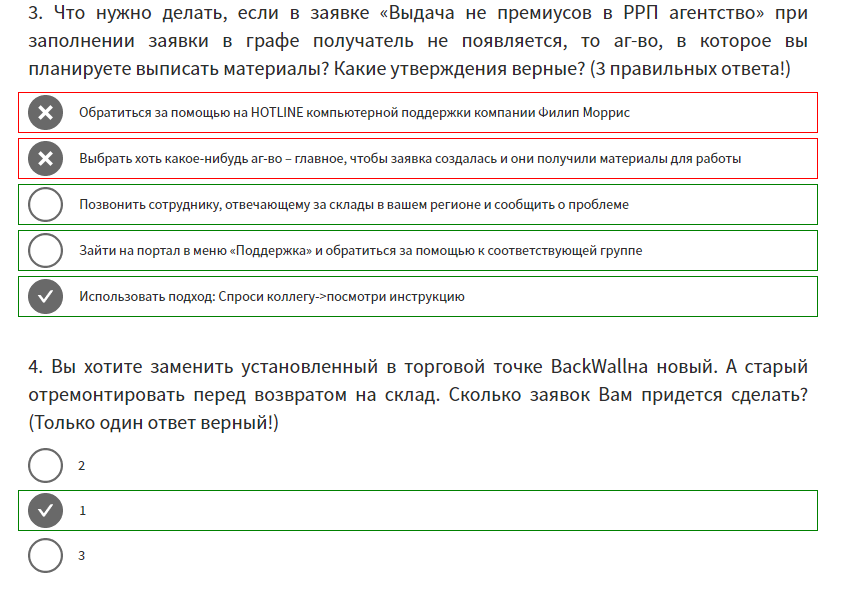 3. Что нужно делать, если в заявке «Выдача не премиусов в РРП агентство» при
заполнении заявки в графе получатель не появляется, то аг-во, в которое вы
планируете выписать материалы? Какие утверждения верные? (3 правильных ответа!)
Обратиться за помощью на HOTLINE компьютерной поддержки компании Филип Моррис
Выбрать хоть какое-нибудь аг-во – главное, чтобы заявка создалась и они получили материалы для работы
Позвонить сотруднику, отвечающему за склады в вашем регионе и сообщить о проблеме
Зайти на портал в меню «Поддержка» и обратиться за помощью к соответствующей группе
Использовать подход: Спроси коллегу->посмотри инструкцию
4. Вы хотите заменить установленный в торговой точке BackWallна новый. А старый
отремонтировать перед возвратом на склад. Сколько заявок Вам придется сделать?
(Только один ответ верный!)
2
1
3